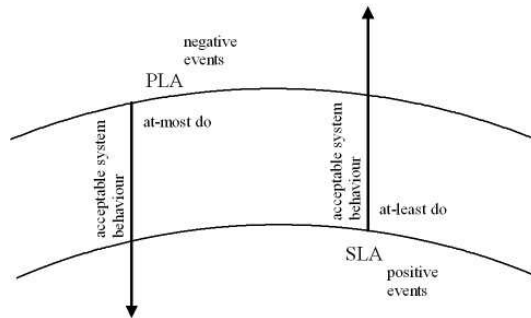 negative
events
PLA
at-most do
acceptable system
behaviour
acceptable system
behaviour
at-least do
SLA
positive
events